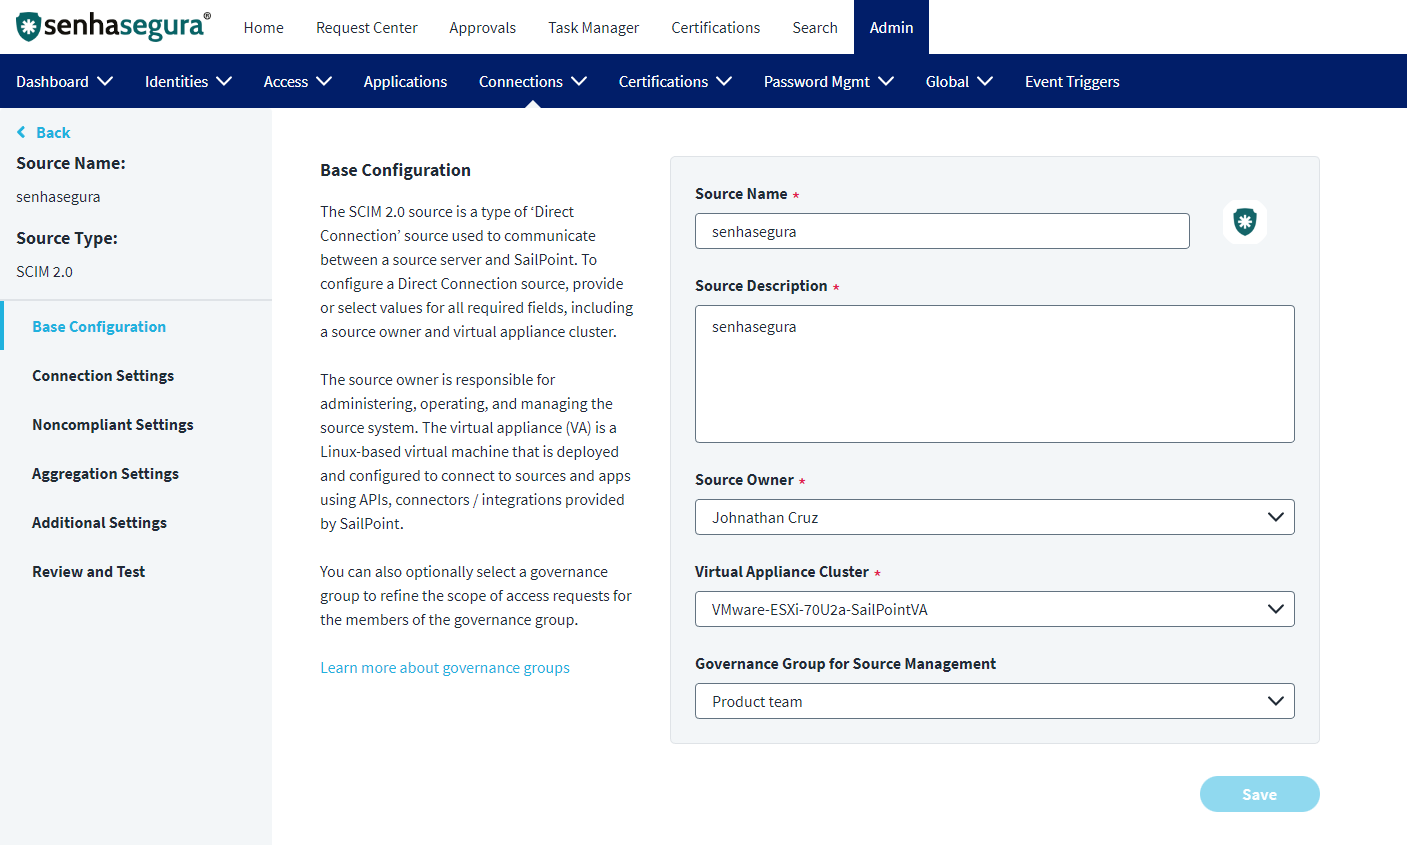 senhasegura®
Home Request Center Approvals Task Manager Certifications Search Admin
Dashboard Identities Access Applications Connections Certifications Password Mgmt Global Event Triggers
Back
Source Name:
senhasegura
Source Type:
SCIM 2.0
Base Configuration
Connection Settings
Noncompliant Settings
Aggregation Settings
Additional Settings
Review and Test
Base Configuration
The SCIM 2.0 source is a type of ‘Direct
Connection’ source used to communicate
between a source server and SailPoint. To
configure a Direct Connection source, provide
or select values for all required fields, including
a source owner and virtual appliance cluster.
The source owner is responsible for
administering, operating, and managing the
source system. The virtual appliance (VA) is a
Linux-based virtual machine that is deployed
and configured to connect to sources and apps
using APIs, connectors / integrations provided
by SailPoint.
You can also optionally select a governance
group to refine the scope of access requests for
the members of the governance group.
Learn more about governance groups
Source Name *
senhasegura
Source Description *
senhasegura
Source Owner *
Johnathan Cruz
Virtual Appliance Cluster *
VMware-ESXi-70U2a-SailPointVA
Governance Group for Source Management
Product team
Save